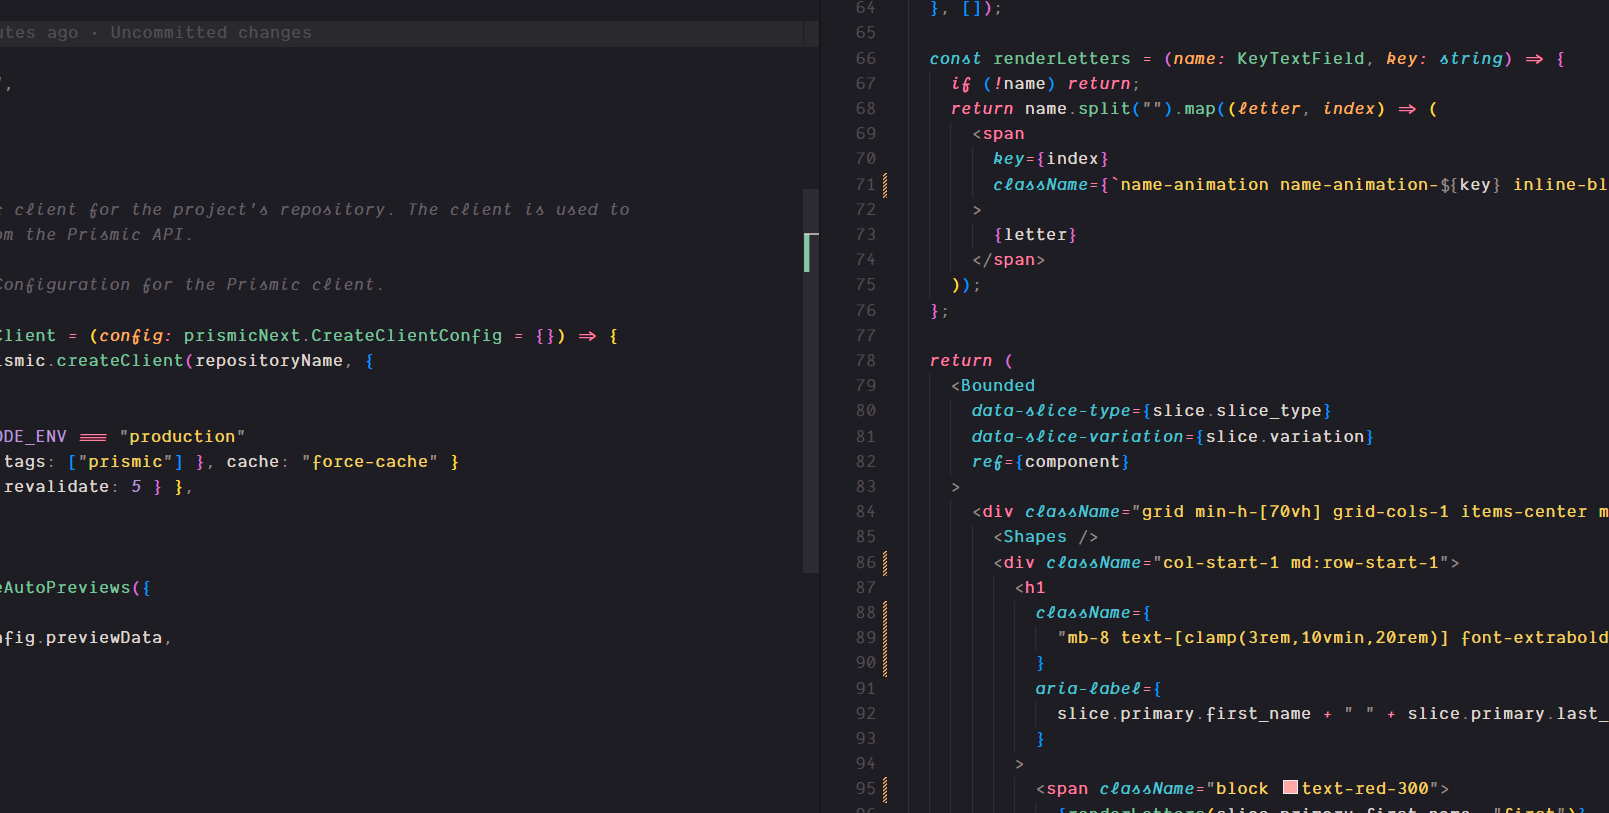 utes ago • Uncommitted changes
",
c client for the project's repository. The client is used to
om the Prismic API.
Configuration for the Prismic client.
Client = (config: prismicNext.CreateClientConfig = {}) => {
smic.createClient(repositoryName, {
ODE_ENV === "production"
tags: ["prismic"] }, cache: "force-cache" }
revalidate: 5 } },
eAutoPreviews({
nfig.previewData,
64 }, []);
65
66 const renderLetters = (name: KeyTextField, key: string) => {
67 if (!name) return;
68 return name.split("").map((letter, index) => (
69 <span
70 key={index}
71 className={`name-animation name-animation-${key} inline-bl
72 >
73 {letter}
74 </span>
75 ));
76 };
77
78 return (
79 <Bounded
80 data-slice-type={slice.slice_type}
81 data-slice-variation={slice.variation}
82 ref={component}
83 >
84 <div className="grid min-h-[70vh] grid-cols-1 items-center m
85 <Shapes />
86 <div className="col-start-1 md:row-start-1">
87 <h1
88 className={
89 "mb-8 text-[clamp(3rem,10vmin,20rem)] font-extrabold
90 }
91 aria-label={
92 slice.primary.first_name + " " + slice.primary.last_
93 }
94 >
95 <span className="block text-red-300">
96 {renderLetters(slice.primary.first_name, "first")}